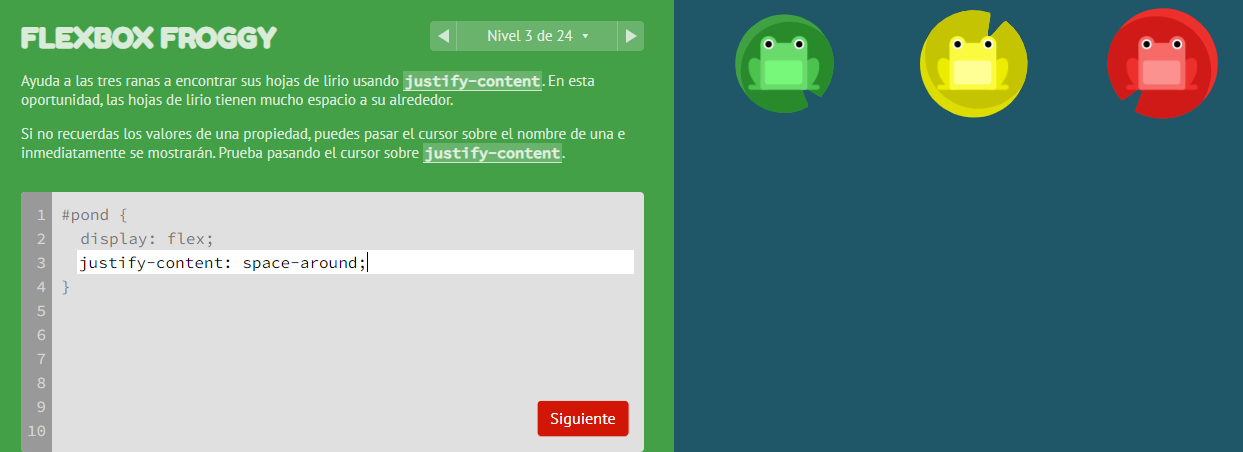 FLEXBOX FROGGY
Nivel 3 de 24
Ayuda a las tres ranas a encontrar sus hojas de lirio usando justify-content. En esta
oportunidad, las hojas de lirio tienen mucho espacio a su alrededor.
Si no recuerdas los valores de una propiedad, puedes pasar el cursor sobre el nombre de una e
inmediatamente se mostrarán. Prueba pasando el cursor sobre justify-content.
1 #pond {
2 display: flex;
3 justify-content: space-around;
4 }
5
6
7
8
9
10
Siguiente